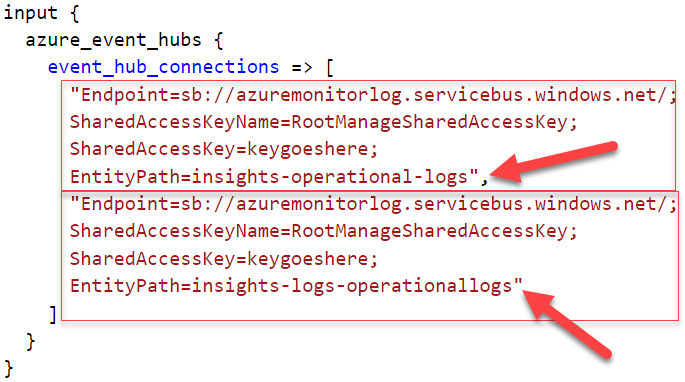 input {
azure_event_hubs {
event_hub_connections => [
"Endpoint=sb://azuremonitorlog.servicebus.windows.net/;
SharedAccessKeyName=RootManageSharedAccessKey;
SharedAccessKey=keygoeshere;
EntityPath=insights-operational-logs",
"Endpoint=sb://azuremonitorlog.servicebus.windows.net/;
SharedAccessKeyName=RootManageSharedAccessKey;
SharedAccessKey=keygoeshere;
EntityPath=insights-logs-operationallogs"
]
}
}